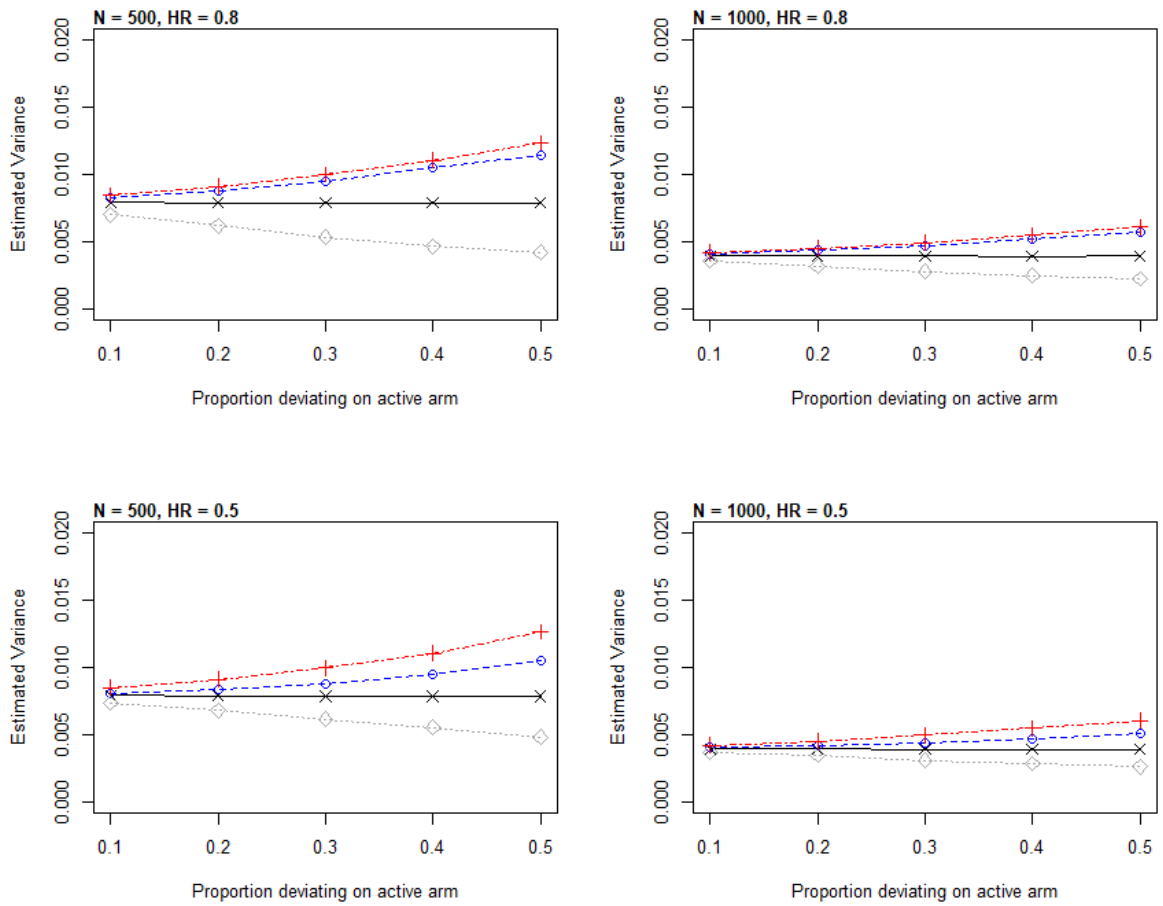 N = 500, HR = 0.8
Estimated Variance
0.020
0.015
0.010
0.005
0.000
0.1 0.2 0.3 0.4 0.5
Proportion deviating on active arm
N = 1000, HR = 0.8
Estimated Variance
0.020
0.015
0.010
0.005
0.000
0.1 0.2 0.3 0.4 0.5
Proportion deviating on active arm
N = 500, HR = 0.5
Estimated Variance
0.020
0.015
0.010
0.005
0.000
0.1 0.2 0.3 0.4 0.5
Proportion deviating on active arm
N = 1000, HR = 0.5
Estimated Variance
0.020
0.015
0.010
0.005
0.000
0.1 0.2 0.3 0.4 0.5
Proportion deviating on active arm